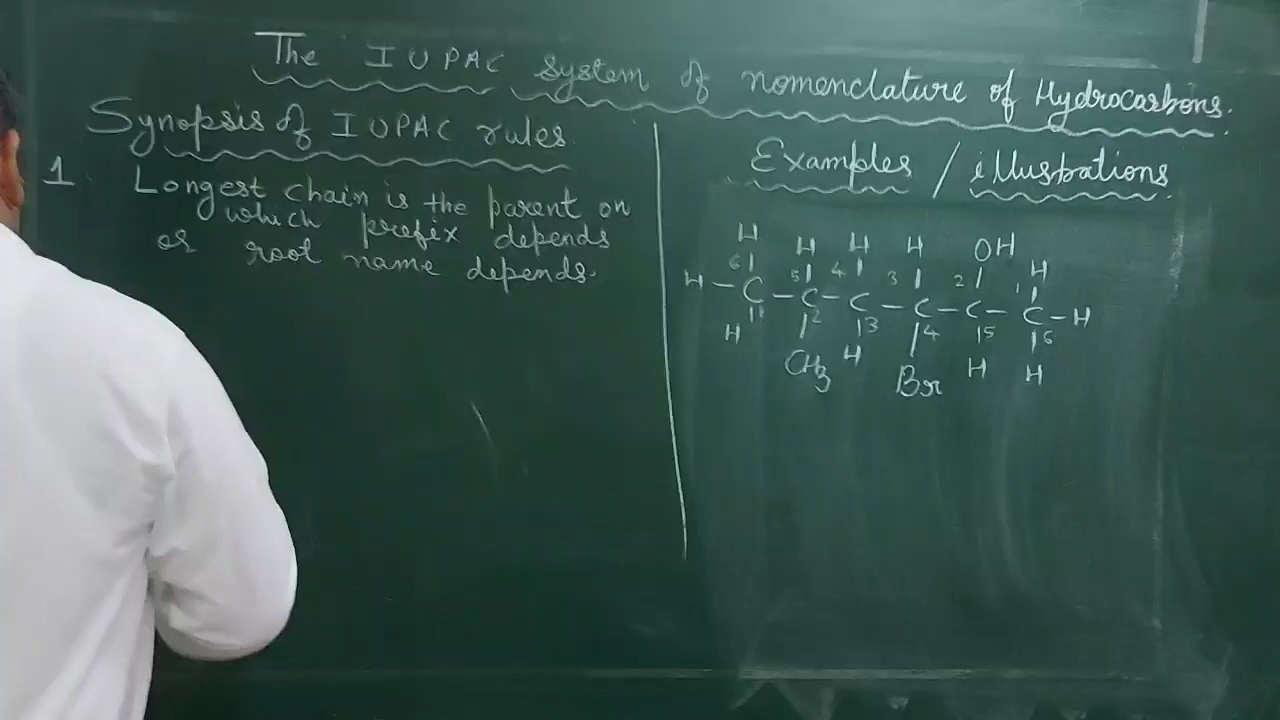 The IUPAC system of nomenclature of Hydrocarbons.
Synopsis of IUPAC rules
1 Longest chain is the parent on
which prefix depends
or root name depends.
Examples / illustrations
H H H H OH H
6 5 4 3 2 1
H - C - C - C - C - C - C - H
1 2 3 4 5 6
H CH3 H Br H H